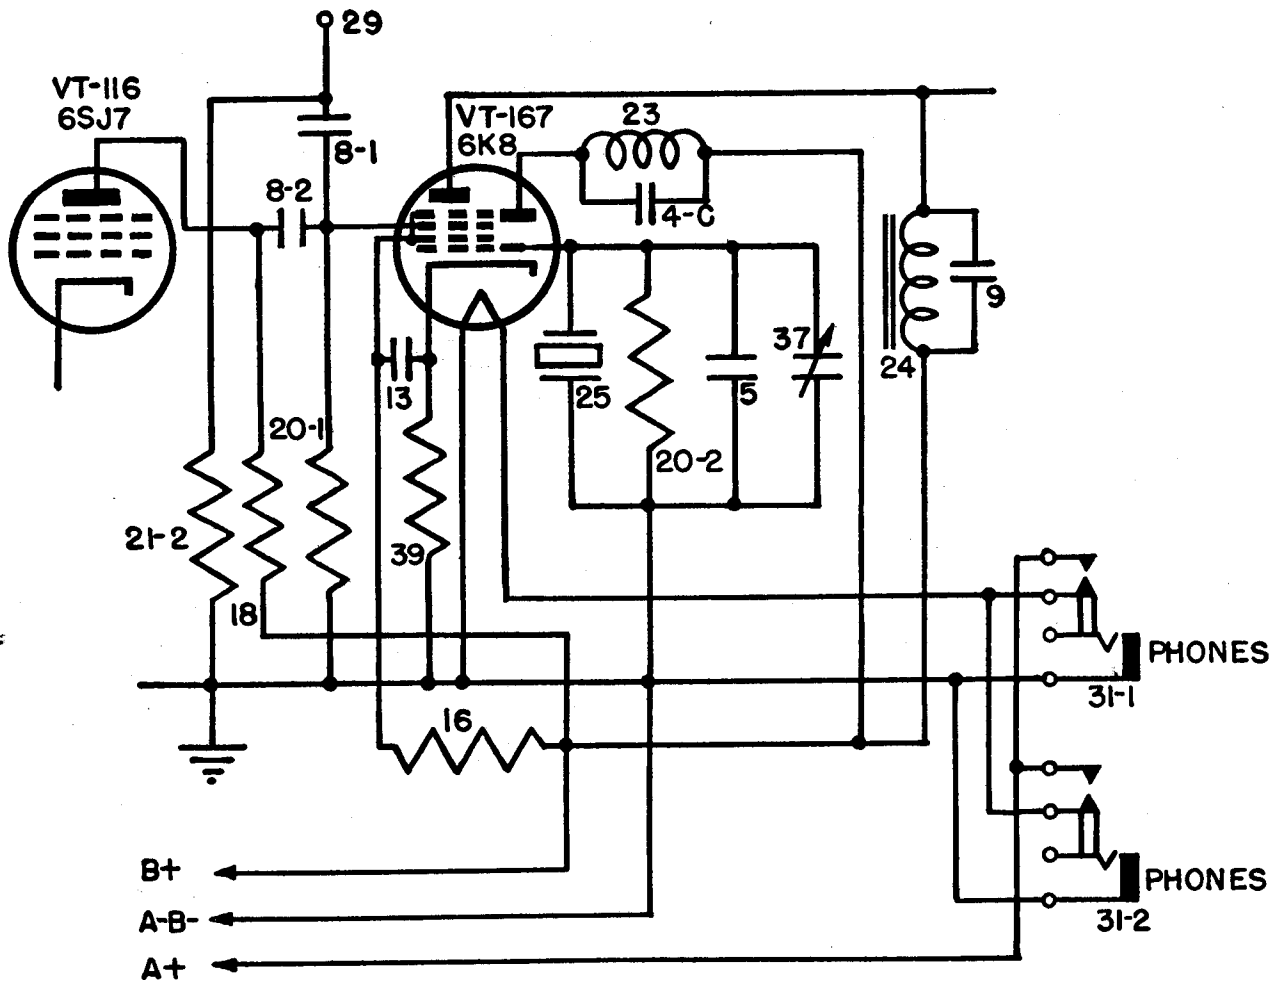 29
VT-116
6SJ7
8-1
8-2
VT-167
6K8
23
4-C
9
24
37
13
25
5
20-1
20-2
21-2
39
18
16
PHONES
31-1
PHONES
31-2
B+
A-B-
A+